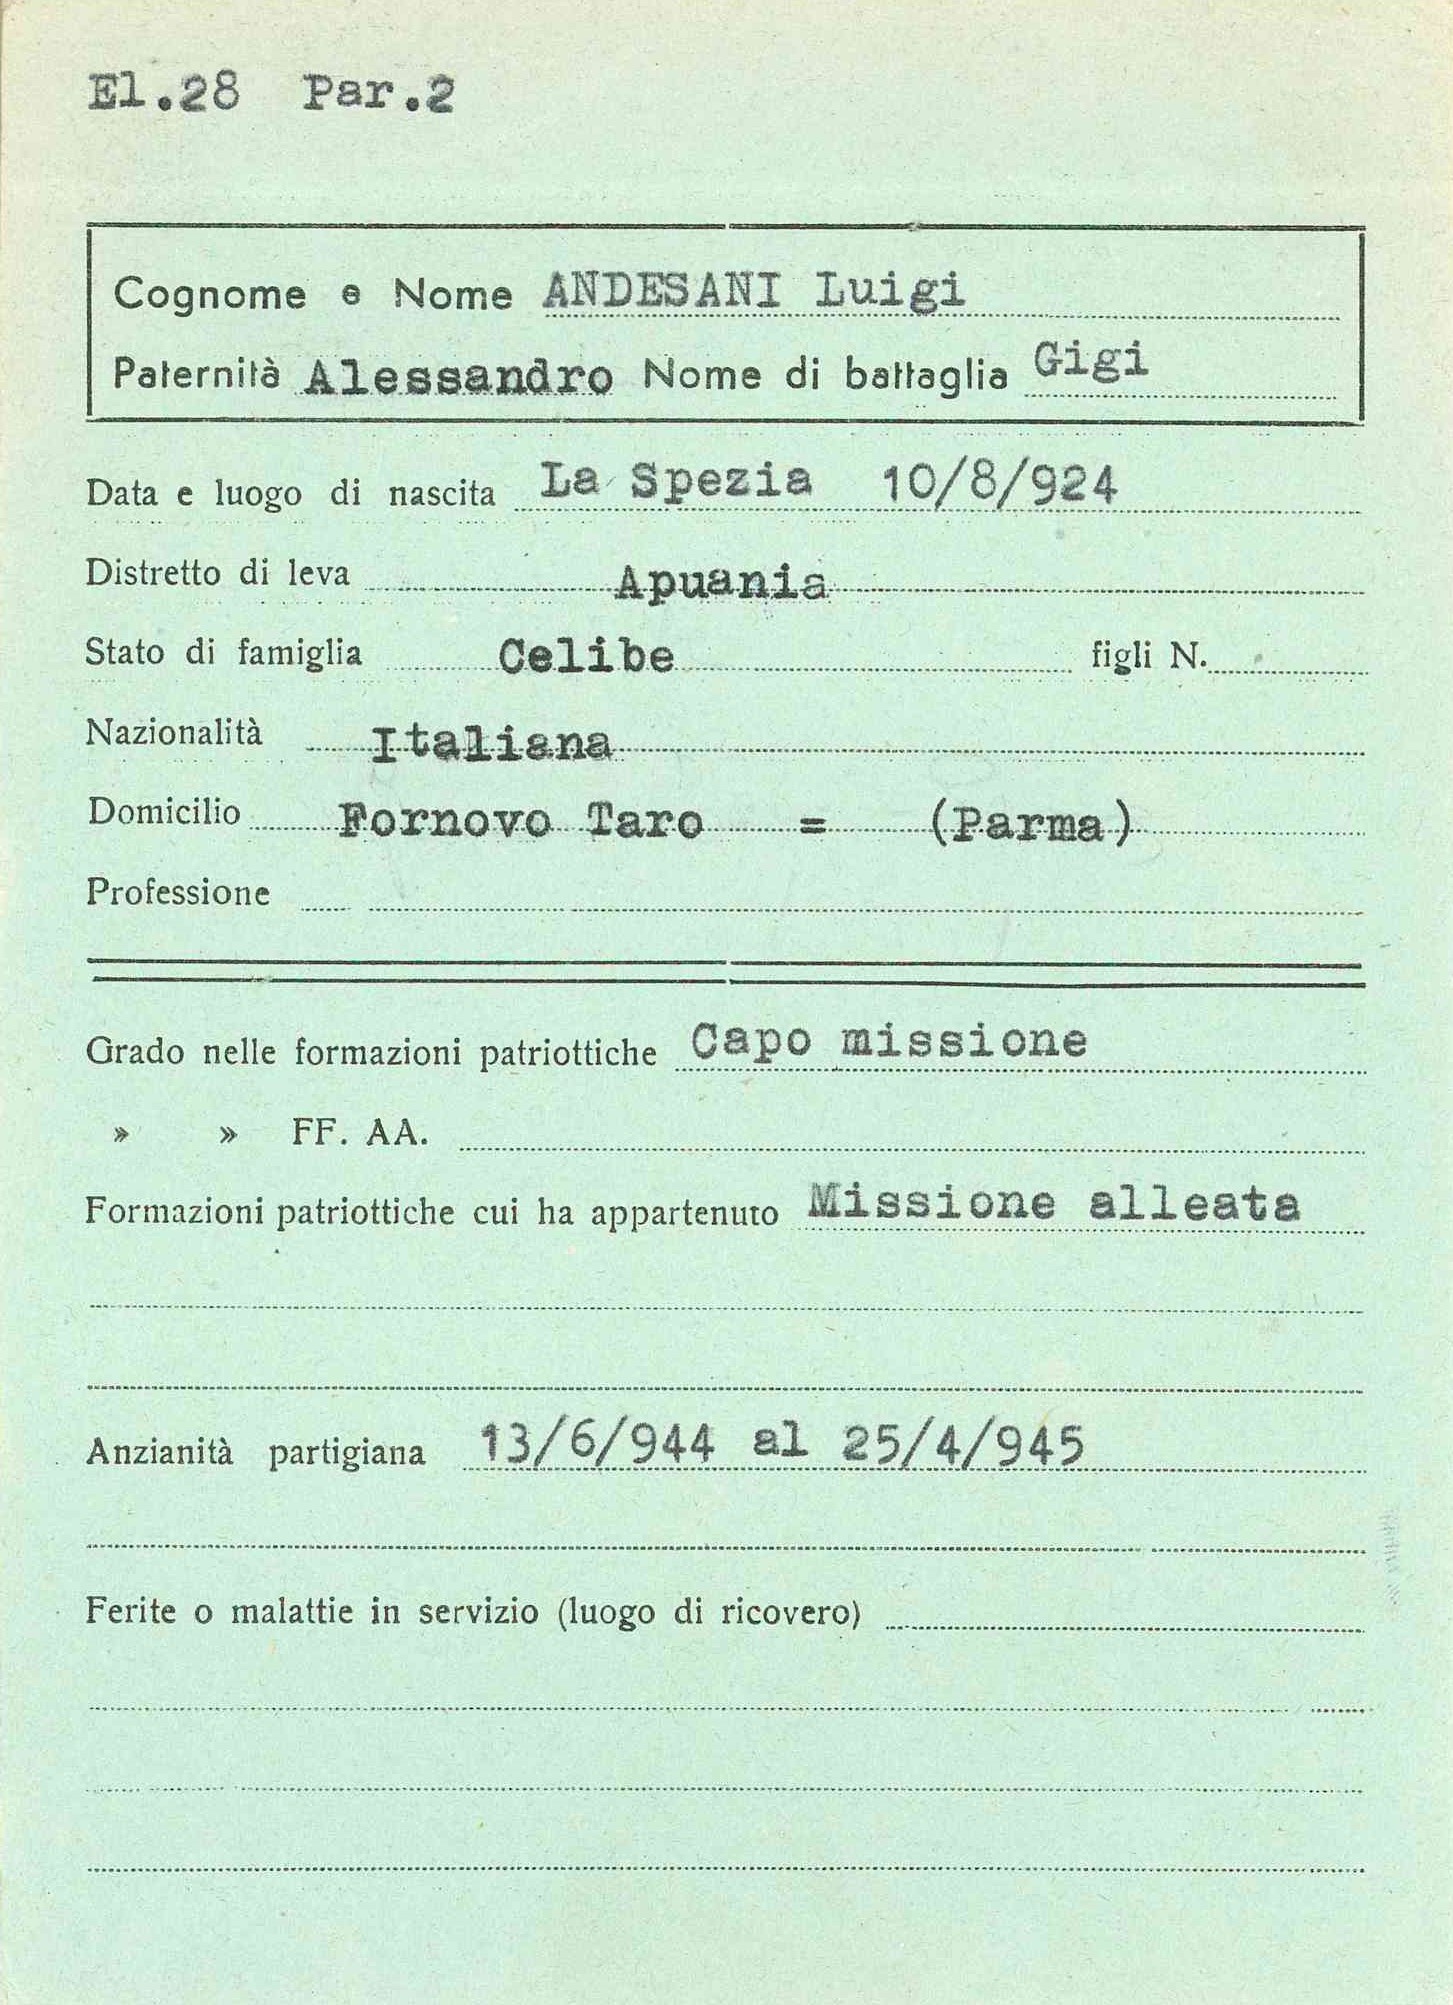 El.28 Par.2
Cognome e Nome ANDESANI Luigi
Paternità Alessandro Nome di battaglia Gigi
Data e luogo di nascita La Spezia 10/8/924
Distretto di leva Apuania
Stato di famiglia Celibe figli N.
Nazionalità Italiana
Domicilio Fornovo Taro = (Parma)
Professione
Grado nelle formazioni patriottiche Capo missione
» » FF. AA.
Formazioni patriottiche cui ha appartenuto Missione alleata
Anzianità partigiana 13/6/944 al 25/4/945
Ferite o malattie in servizio (luogo di ricovero)